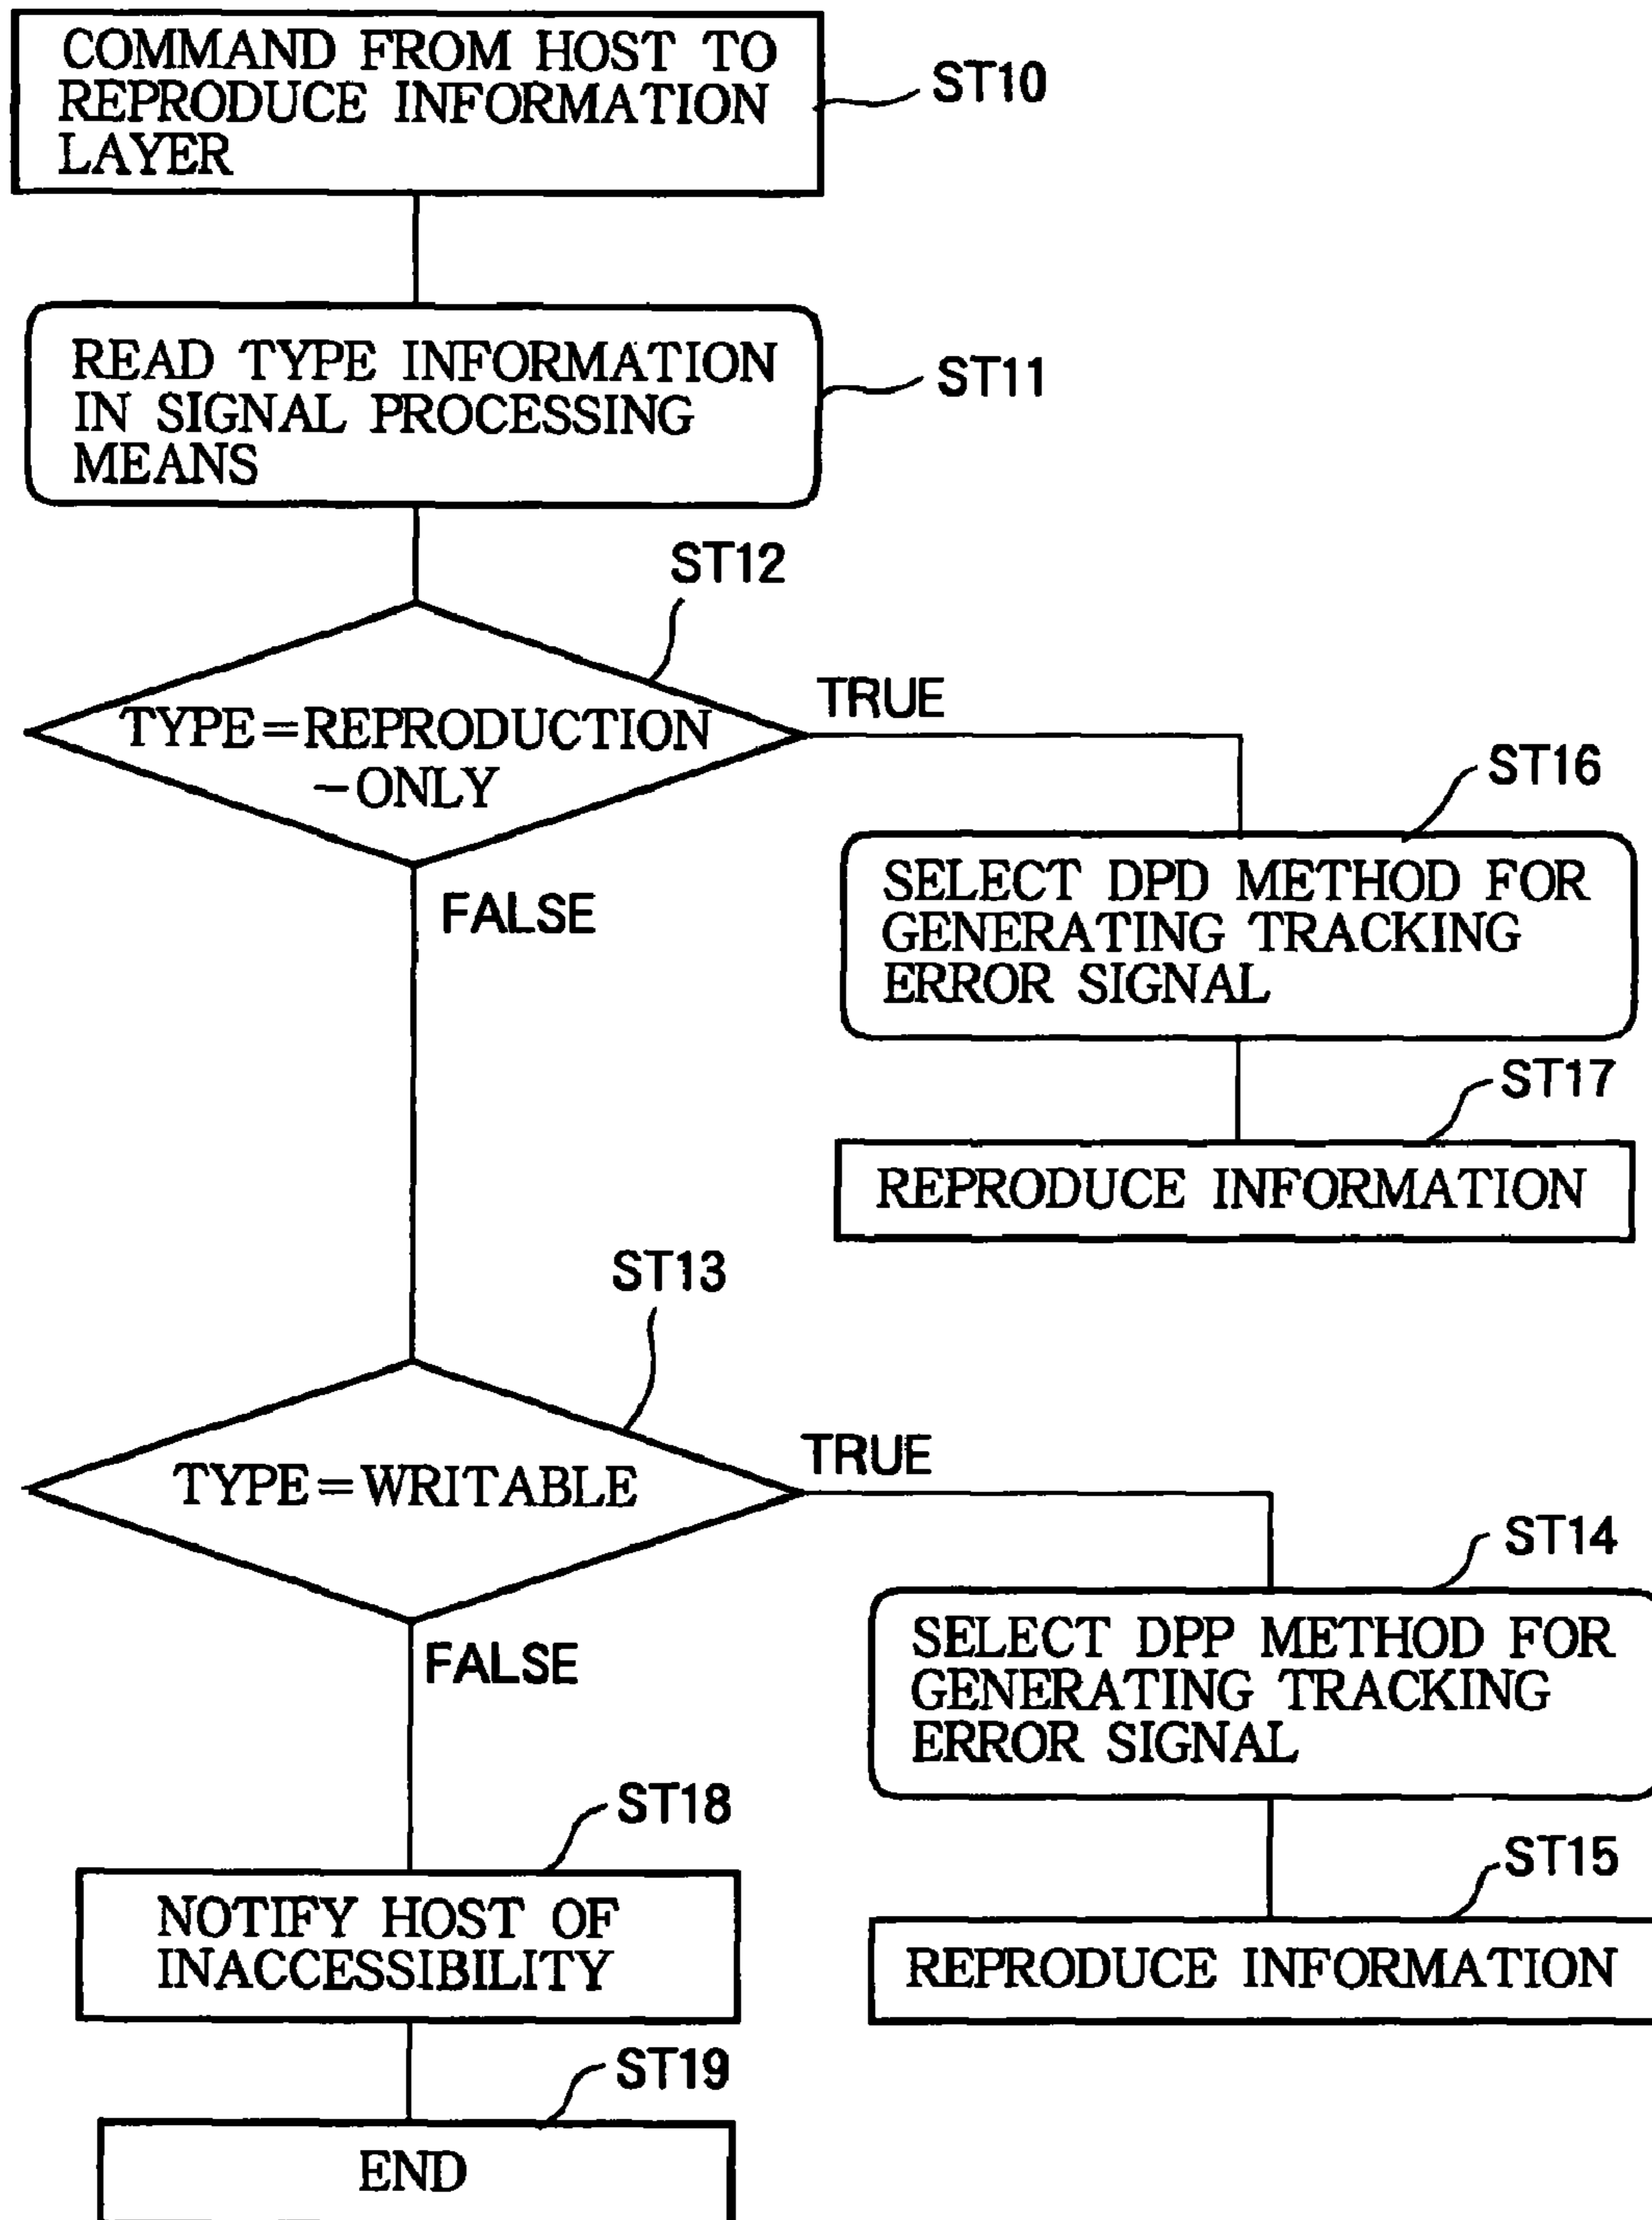 COMMAND FROM HOST TO
REPRODUCE INFORMATION
LAYER
ST10
READ TYPE INFORMATION
IN SIGNAL PROCESSING
MEANS
ST11
ST12
TYPE=REPRODUCTION
-ONLY
TRUE
FALSE
ST16
SELECT DPD METHOD FOR
GENERATING TRACKING
ERROR SIGNAL
ST17
REPRODUCE INFORMATION
ST13
TYPE=WRITABLE
TRUE
FALSE
ST14
SELECT DPP METHOD FOR
GENERATING TRACKING
ERROR SIGNAL
ST15
REPRODUCE INFORMATION
ST18
NOTIFY HOST OF
INACCESSIBILITY
ST19
END